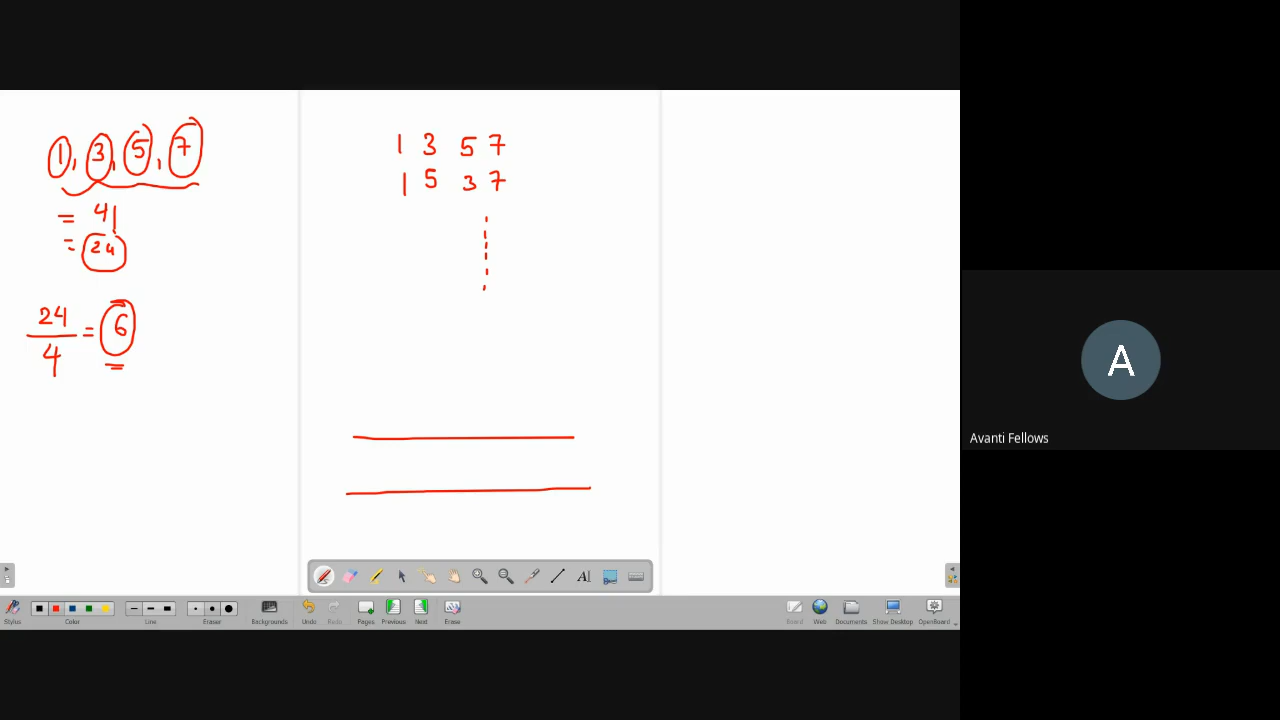 1, 3, 5, 7
= 4!
= 24
24/4 = 6
1 3 5 7
1 5 3 7
A
Avanti Fellows
Stylus Color Line Eraser Backgrounds Undo Redo Pages Previous Next Erase Board Web Documents Show Desktop OpenBoard